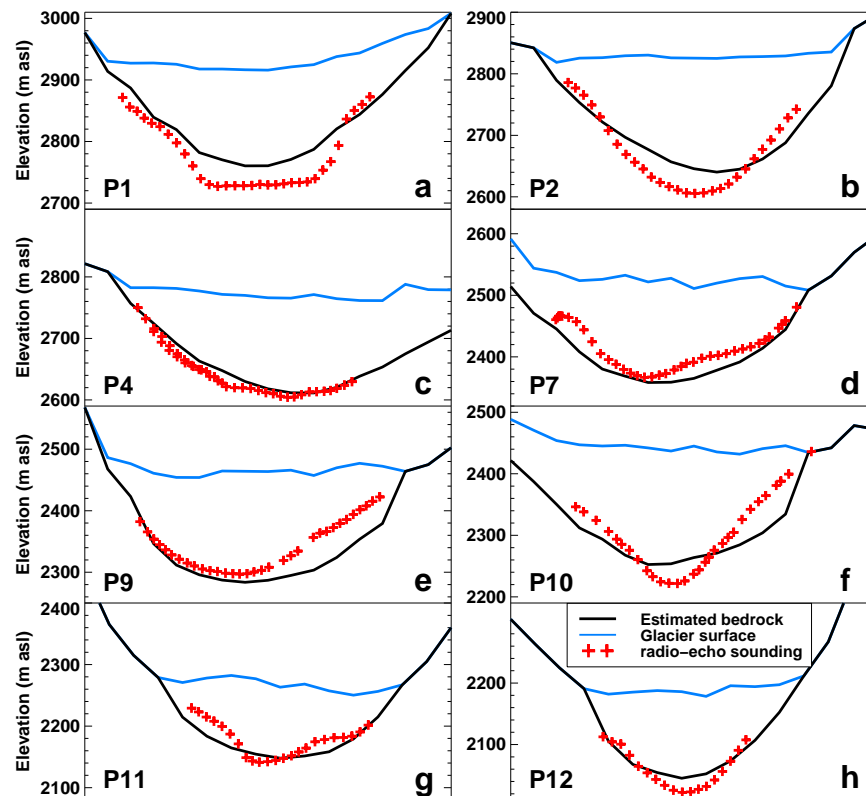 3000
2900
2800
2700
Elevation (m asl)
P1
a
2900
2800
2700
2600
P2
b
2800
2700
2600
Elevation (m asl)
P4
c
2600
2500
2400
P7
d
2500
2400
2300
Elevation (m asl)
P9
e
2500
2400
2300
2200
P10
f
2400
2300
2200
2100
Elevation (m asl)
P11
g
Estimated bedrock
Glacier surface
radio−echo sounding
2200
2100
P12
h